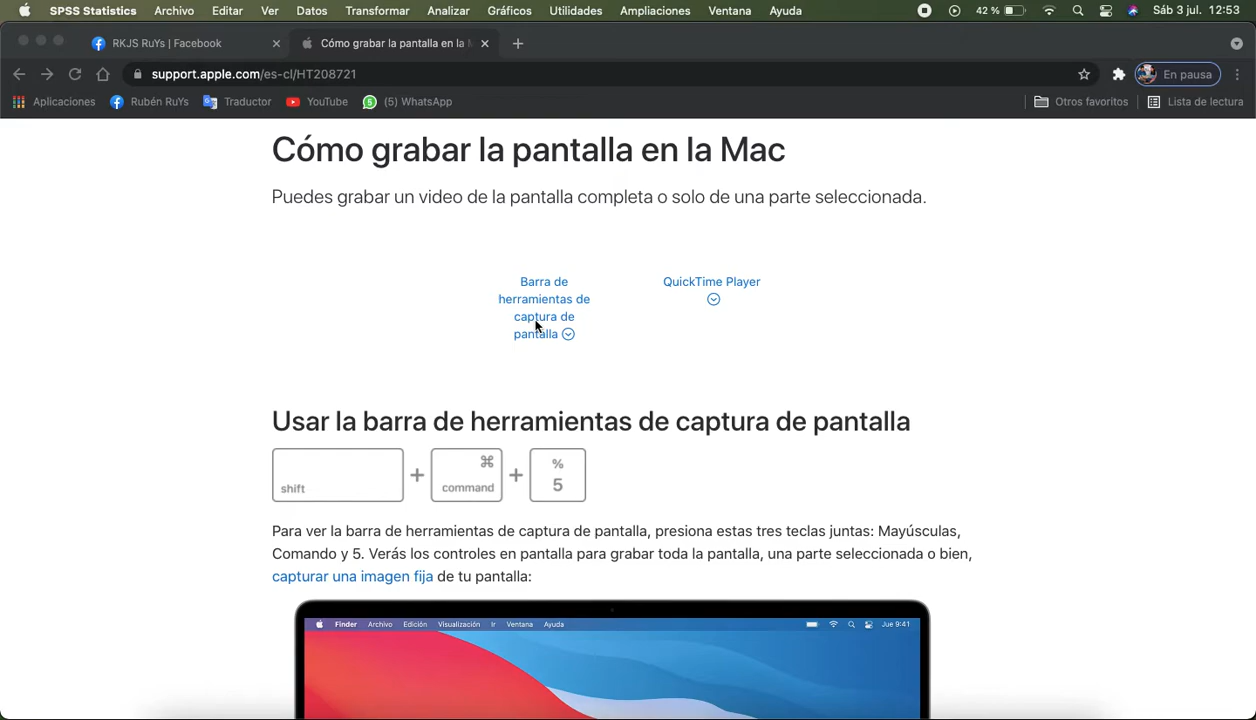 SPSS Statistics Archivo Editar Ver Datos Transformar Analizar Gráficos Utilidades Ampliaciones Ventana Ayuda 42 % Sáb 3 jul. 12:53
RKJS RuYs | Facebook Cómo grabar la pantalla en la
support.apple.com/es-cl/HT208721 En pausa
Aplicaciones Rubén RuYs Traductor YouTube (5) WhatsApp Otros favoritos Lista de lectura
Cómo grabar la pantalla en la Mac
Puedes grabar un video de la pantalla completa o solo de una parte seleccionada.
Barra de
herramientas de
captura de
pantalla
QuickTime Player
Usar la barra de herramientas de captura de pantalla
shift + ⌘ command + % 5
Para ver la barra de herramientas de captura de pantalla, presiona estas tres teclas juntas: Mayúsculas,
Comando y 5. Verás los controles en pantalla para grabar toda la pantalla, una parte seleccionada o bien,
capturar una imagen fija de tu pantalla:
Finder Archivo Edición Visualización Ir Ventana Ayuda Jue 9:41